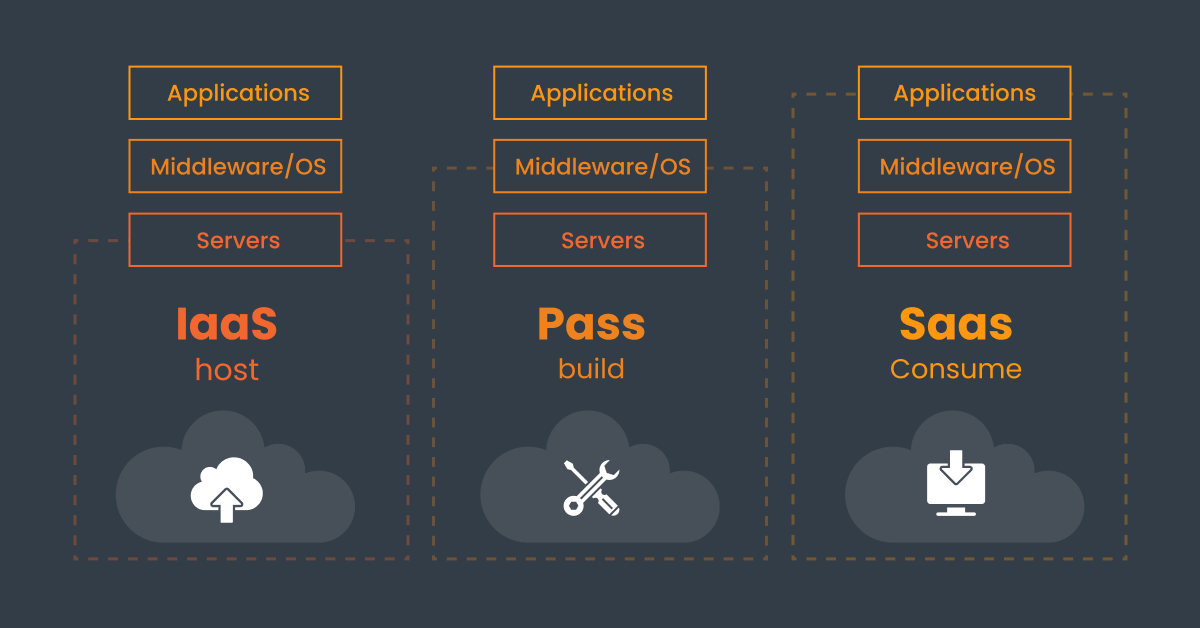 Applications
Middleware/OS
Servers
IaaS
host
Applications
Middleware/OS
Servers
Pass
build
Applications
Middleware/OS
Servers
Saas
Consume